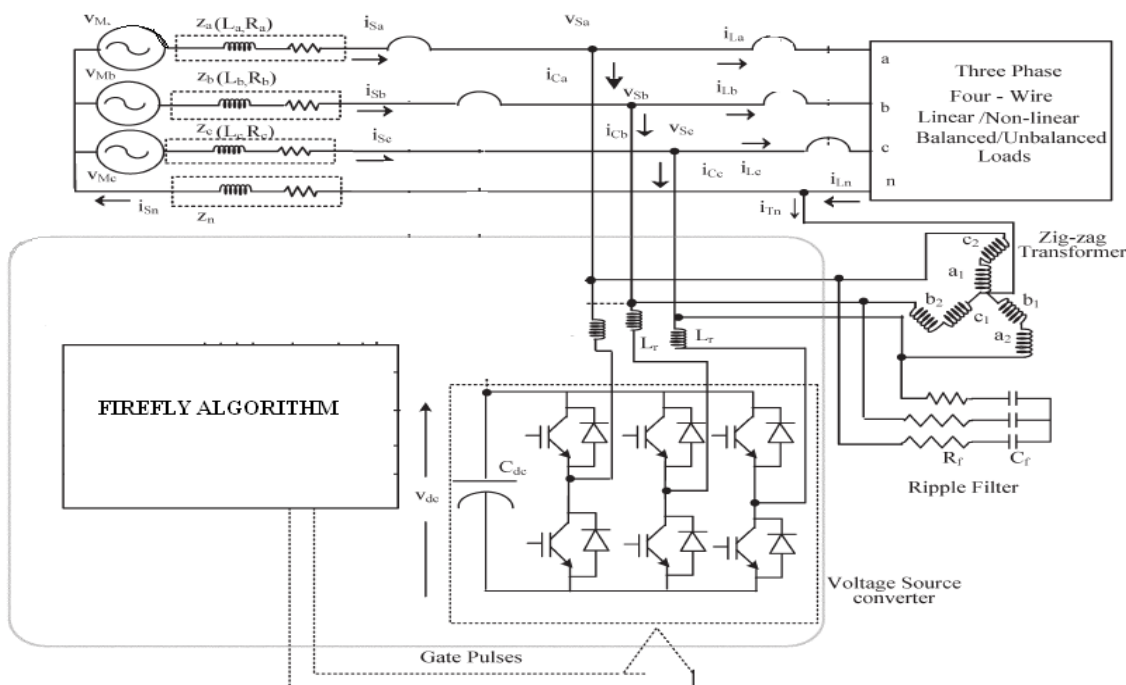 vM.
za (La,Ra)
iSa
vSa
iLa
a
iCa
Three Phase
Four - Wire
Linear /Non-linear
Balanced/Unbalanced
Loads
vMb
zb (Lb,Rb)
iSb
vSb
iLb
b
iCb
zc (Lc,Rc)
iSc
vSc
c
vMc
iCc
iLc
iLn
n
iSn
zn
iTn
Zig-zag
Transformer
c2
a1
b2
c1
b1
a2
Lr
Lr
FIREFLY ALGORITHM
vdc
Cdc
Rf
Cf
Ripple Filter
Voltage Source
converter
Gate Pulses